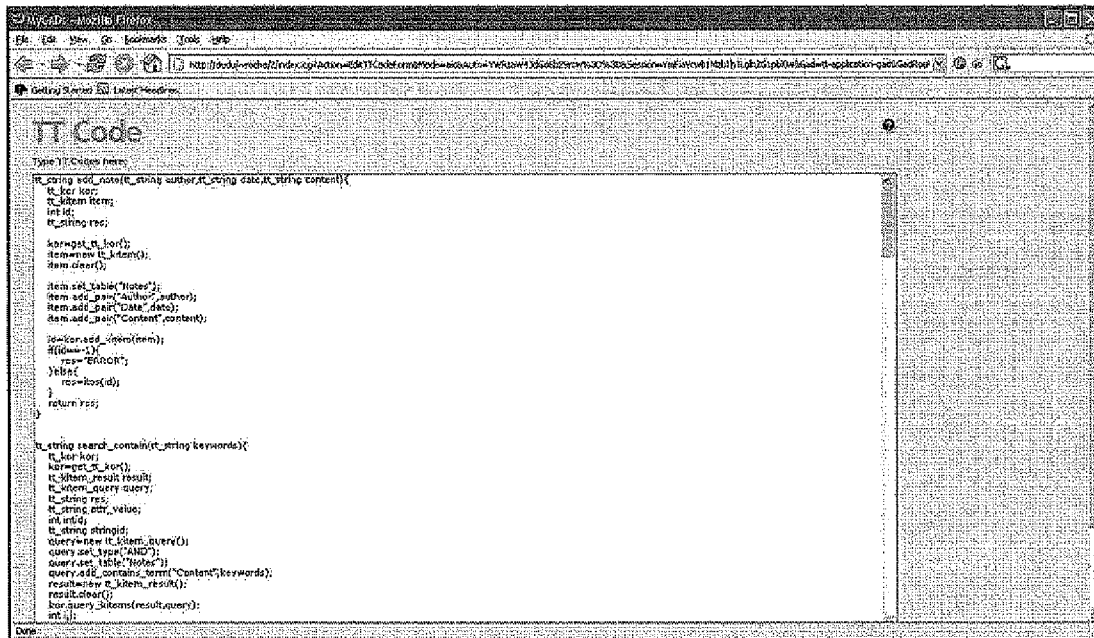 MyCAD: - Mozilla Firefox
File Edit View Go Bookmarks Tools Help
Getting Started Latest Headlines
TT Code
Type TT Codes here:
tt_string add_note(tt_string author,tt_string date,tt_string content){
tt_kor kor;
tt_kitem item;
int id;
tt_string res;
kor=get_tt_kor();
item=new tt_kitem();
item.clear();
item.set_table("Notes");
item.add_pair("Author",author);
item.add_pair("Date",date);
item.add_pair("Content",content);
id=kor.add_kitem(item);
if(id==-1){
res="ERROR";
}else{
res=itos(id);
}
return res;
}
tt_string search_contain(tt_string keywords){
tt_kor kor;
kor=get_tt_kor();
tt_kitem_result result;
tt_kitem_query query;
tt_string res;
tt_string attr_value;
int intid;
tt_string stringid;
query=new tt_kitem_query();
query.set_type("AND");
query.set_table("Notes");
query.add_contains_term("Content",keywords);
result=new tt_kitem_result();
result.clear();
kor.query_kitems(result,query);
Done